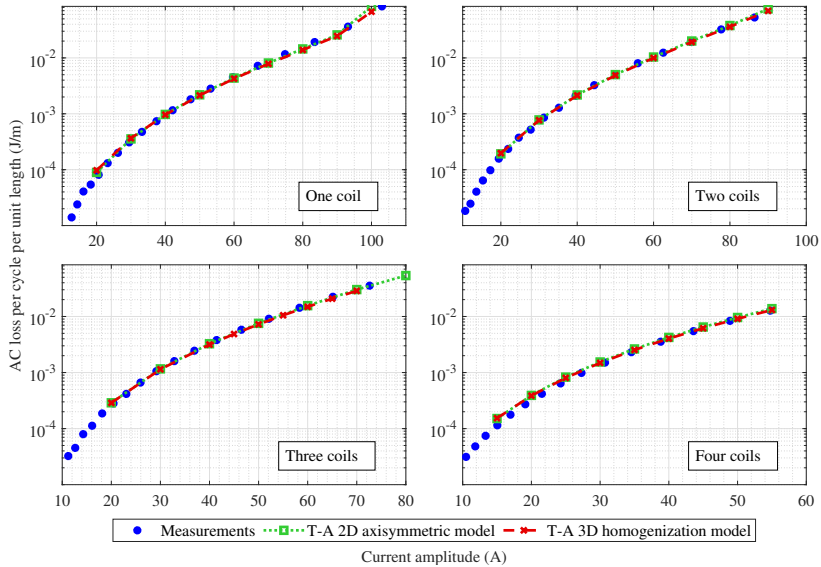 AC loss per cycle per unit length (J/m)
10^-2
10^-3
10^-4
One coil
20 40 60 80 100
10^-2
10^-3
10^-4
Two coils
20 40 60 80 100
10^-2
10^-3
10^-4
Three coils
10 20 30 40 50 60 70 80
10^-2
10^-3
10^-4
Four coils
10 20 30 40 50 60
Measurements T-A 2D axisymmetric model T-A 3D homogenization model
Current amplitude (A)